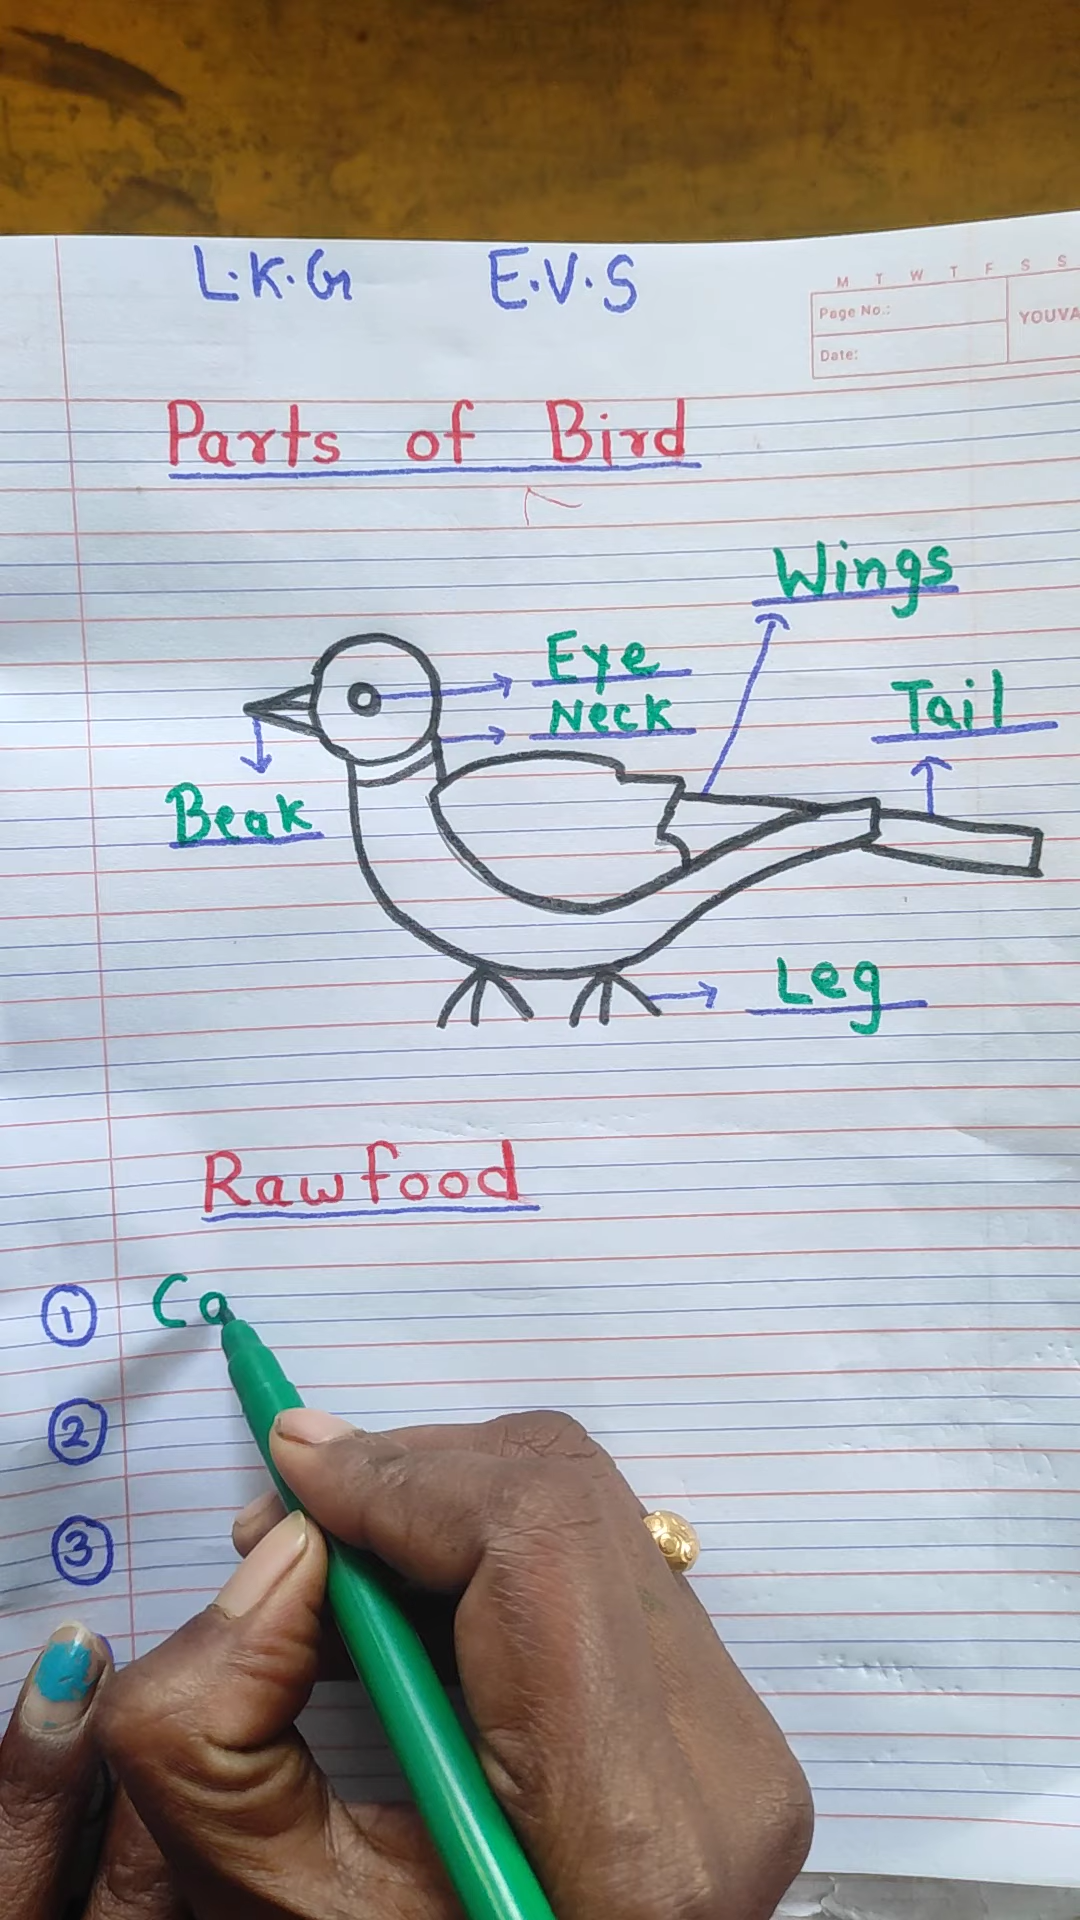 L.K.G E.V.S
M T W T F S S
Page No.:
YOUVA
Date:
Parts of Bird
Wings
Eye
Tail
Neck
Beak
Leg
Raw food
① Ca
②
③